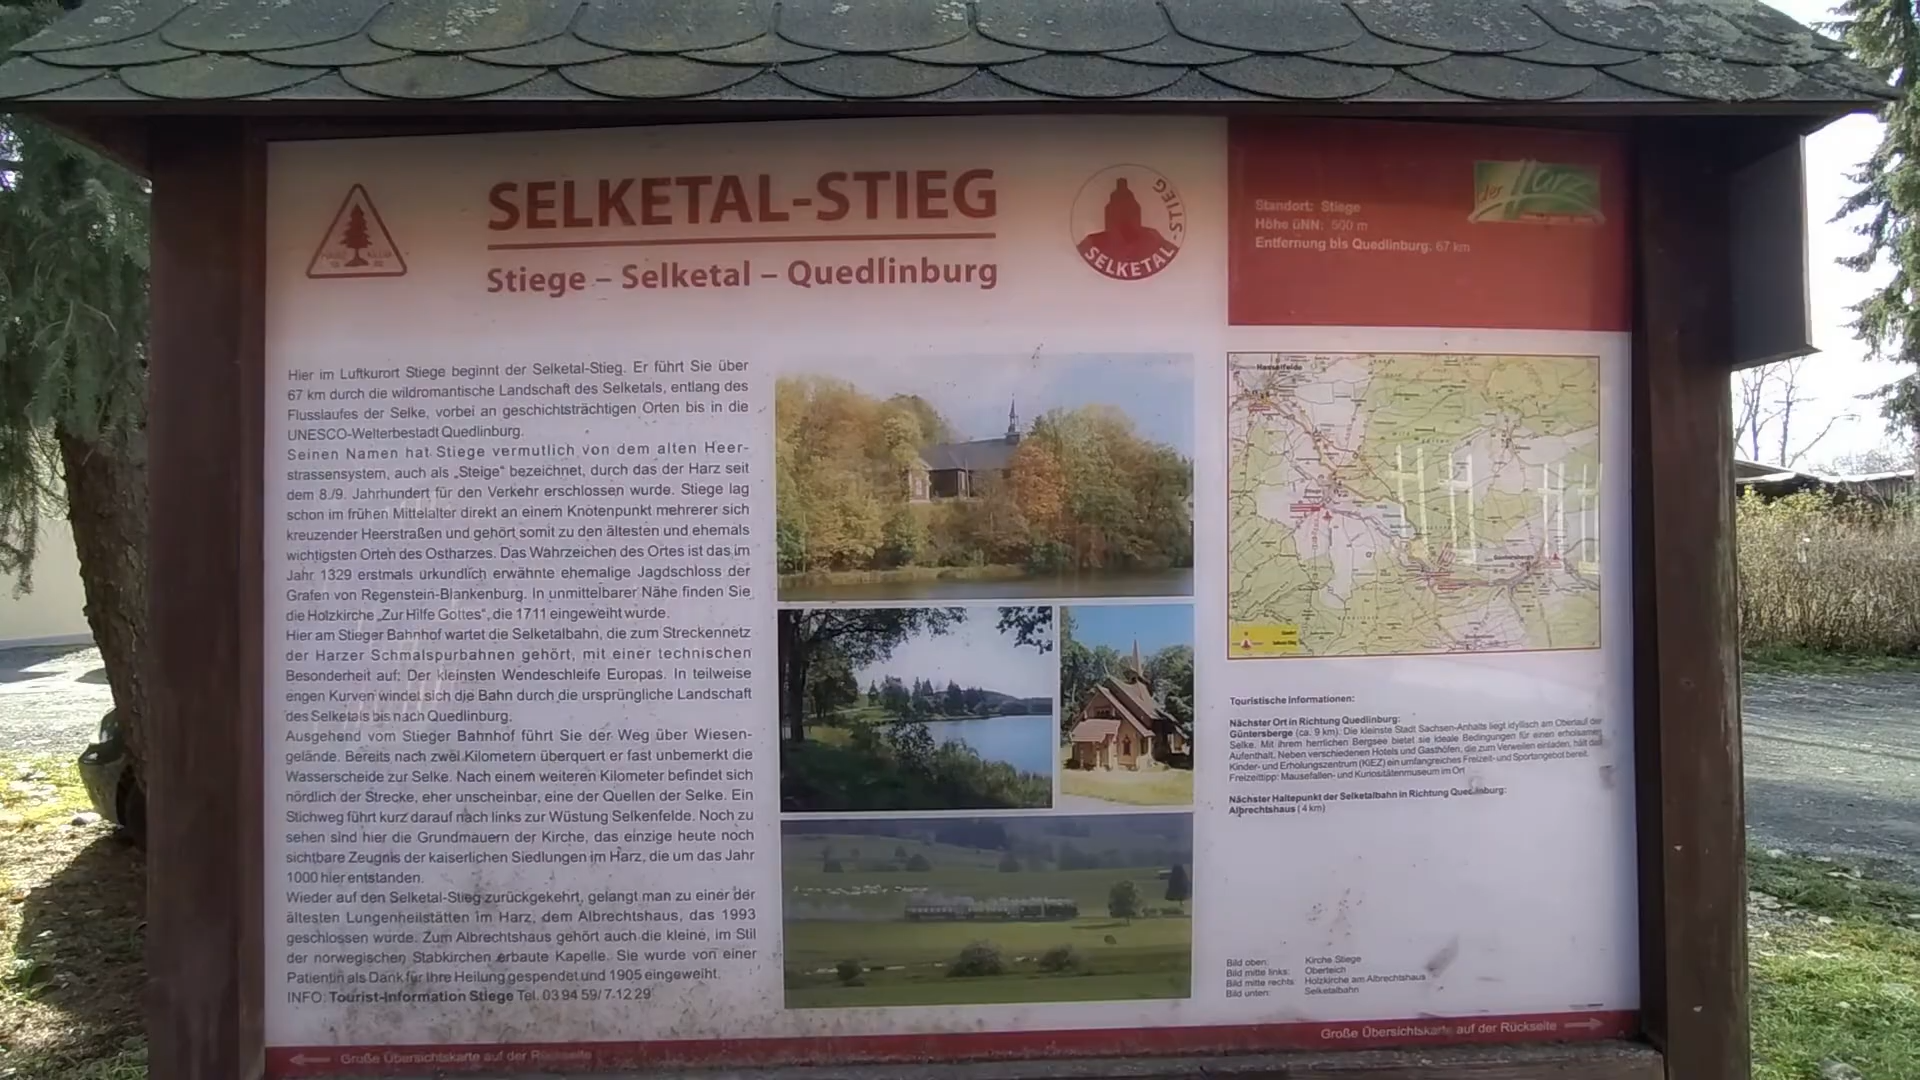 SELKETAL-STIEG
Stiege – Selketal – Quedlinburg
SELKETAL-STIEG
der Harz
Standort: Stiege
Höhe üNN: 500 m
Entfernung bis Quedlinburg: 67 km
Hier im Luftkurort Stiege beginnt der Selketal-Stieg. Er führt Sie über
67 km durch die wildromantische Landschaft des Selketals, entlang des
Flusslaufes der Selke, vorbei an geschichtsträchtigen Orten bis in die
UNESCO-Welterbestadt Quedlinburg.
Seinen Namen hat Stiege vermutlich von dem alten Heer-
strassensystem, auch als „Steige“ bezeichnet, durch das der Harz seit
dem 8./9. Jahrhundert für den Verkehr erschlossen wurde. Stiege lag
schon im frühen Mittelalter direkt an einem Knotenpunkt mehrerer sich
kreuzender Heerstraßen und gehört somit zu den ältesten und ehemals
wichtigsten Orten des Ostharzes. Das Wahrzeichen des Ortes ist das im
Jahr 1329 erstmals urkundlich erwähnte ehemalige Jagdschloss der
Grafen von Regenstein-Blankenburg. In unmittelbarer Nähe finden Sie
die Holzkirche „Zur Hilfe Gottes“, die 1711 eingeweiht wurde.
Hier am Stieger Bahnhof wartet die Selketalbahn, die zum Streckennetz
der Harzer Schmalspurbahnen gehört, mit einer technischen
Besonderheit auf: Der kleinsten Wendeschleife Europas. In teilweise
engen Kurven windet sich die Bahn durch die ursprüngliche Landschaft
des Selketals bis nach Quedlinburg.
Ausgehend vom Stieger Bahnhof führt Sie der Weg über Wiesen-
gelände. Bereits nach zwei Kilometern überquert er fast unbemerkt die
Wasserscheide zur Selke. Nach einem weiteren Kilometer befindet sich
nördlich der Strecke, eher unscheinbar, eine der Quellen der Selke. Ein
Stichweg führt kurz darauf nach links zur Wüstung Selkenfelde. Noch zu
sehen sind hier die Grundmauern der Kirche, das einzige heute noch
sichtbare Zeugnis der kaiserlichen Siedlungen im Harz, die um das Jahr
1000 hier entstanden.
Wieder auf den Selketal-Stieg zurückgekehrt, gelangt man zu einer der
ältesten Lungenheilstätten im Harz, dem Albrechtshaus, das 1993
geschlossen wurde. Zum Albrechtshaus gehört auch die kleine, im Stil
der norwegischen Stabkirchen erbaute Kapelle. Sie wurde von einer
Patientin als Dank für Ihre Heilung gespendet und 1905 eingeweiht.
INFO: Tourist-Information Stiege Tel. 03 94 59/ 7 12 29
Hasselfelde
Güntersberge
Touristische Informationen:
Nächster Ort in Richtung Quedlinburg:
Güntersberge (ca. 9 km). Die kleinste Stadt Sachsen-Anhalts liegt idyllisch am Oberlauf der
Selke. Mit ihrem herrlichen Bergsee bietet sie ideale Bedingungen für einen erholsamen
Aufenthalt. Neben verschiedenen Hotels und Gasthöfen, die zum Verweilen einladen, hält das
Kinder- und Erholungszentrum (KiEZ) ein umfangreiches Freizeit- und Sportangebot bereit.
Freizeittipp: Mausefallen- und Kuriositätenmuseum im Ort
Nächster Haltepunkt der Selketalbahn in Richtung Quedlinburg:
Albrechtshaus ( 4 km)
Bild oben: Kirche Stiege
Bild mitte links: Oberteich
Bild mitte rechts: Holzkirche am Albrechtshaus
Bild unten: Selketalbahn
Große Übersichtskarte auf der Rückseite
Große Übersichtskarte auf der Rückseite